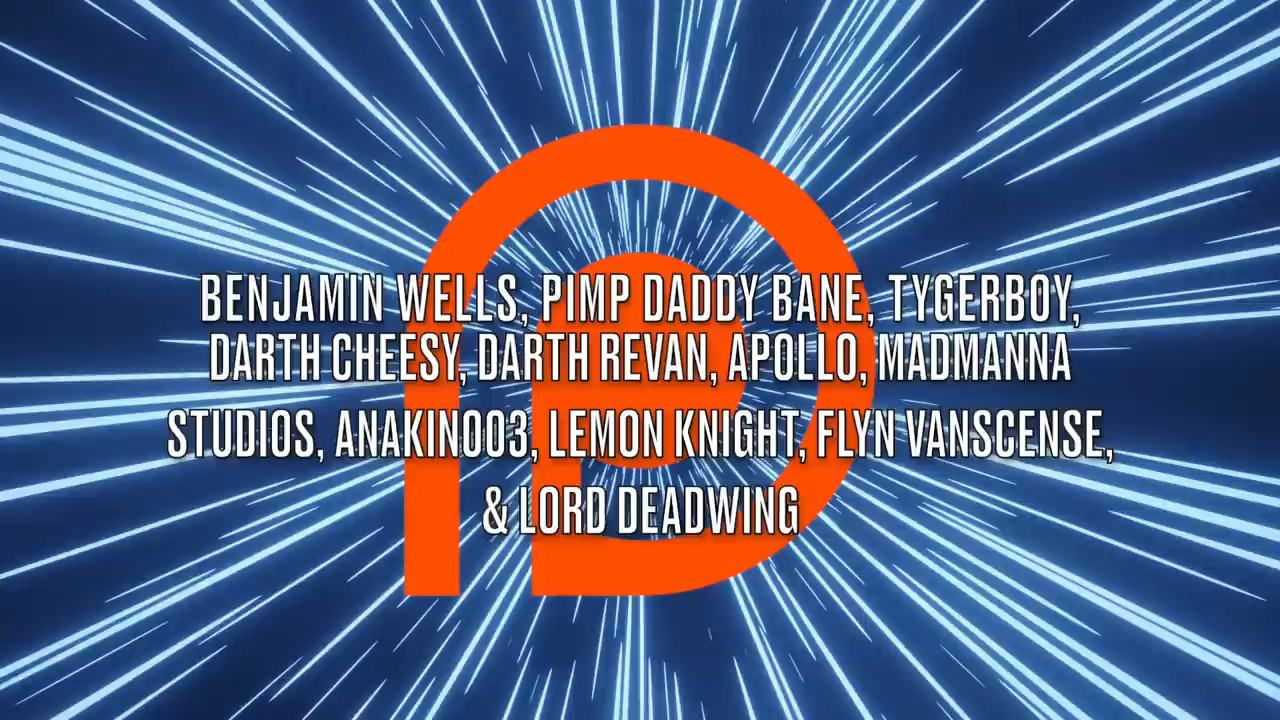 BENJAMIN WELLS, PIMP DADDY BANE, TYGERBOY,
DARTH CHEESY, DARTH REVAN, APOLLO, MADMANNA
STUDIOS, ANAKIN003, LEMON KNIGHT, FLYN VANSCENSE,
& LORD DEADWING